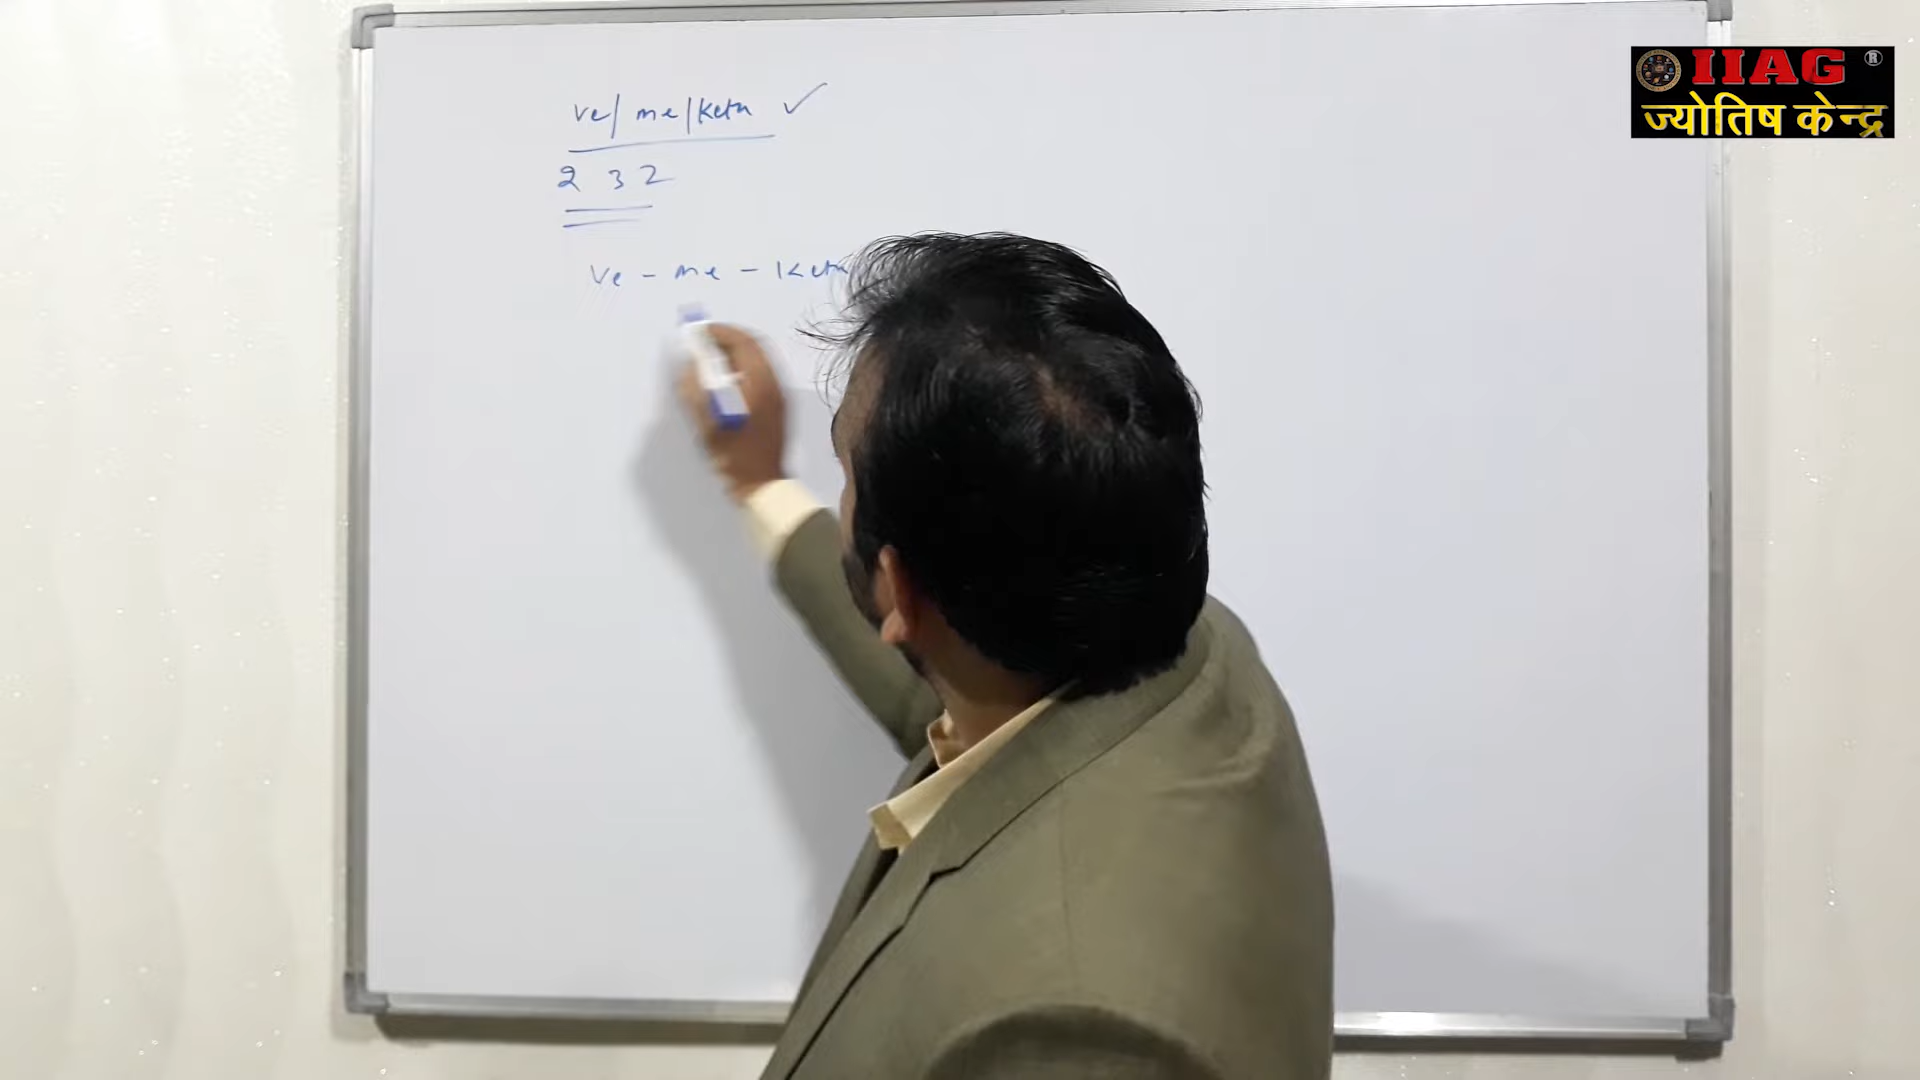 ve/ me/Ketu ✓
2 3 2
ve - me - Ketu
IIAG ®
ज्योतिष केन्द्र